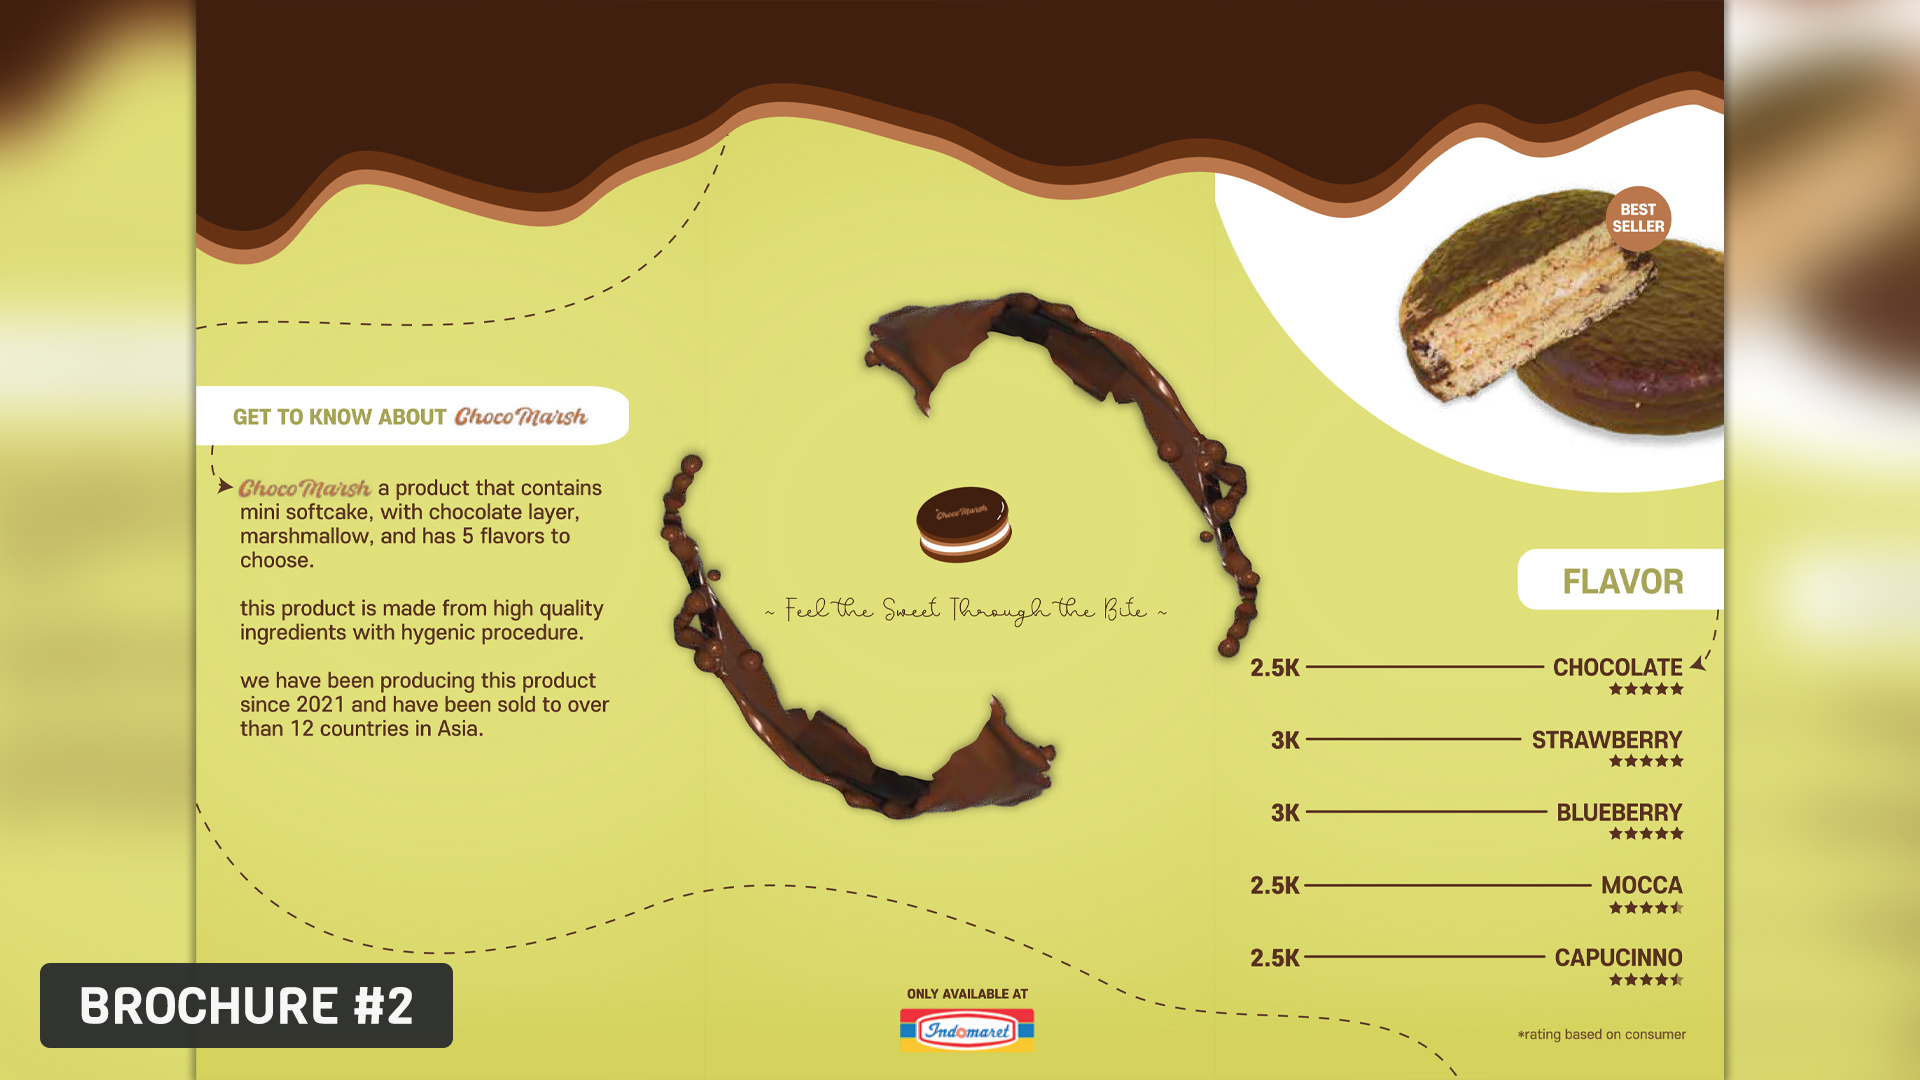 GET TO KNOW ABOUT ChocoMarsh
ChocoMarsh a product that contains
mini softcake, with chocolate layer,
marshmallow, and has 5 flavors to
choose.
this product is made from high quality
ingredients with hygenic procedure.
we have been producing this product
since 2021 and have been sold to over
than 12 countries in Asia.
ChocoMarsh
~ Feel the Sweet Through the Bite ~
ONLY AVAILABLE AT
Indomaret
BEST
SELLER
FLAVOR
2.5K CHOCOLATE
3K STRAWBERRY
3K BLUEBERRY
2.5K MOCCA
2.5K CAPUCINNO
*rating based on consumer
BROCHURE #2